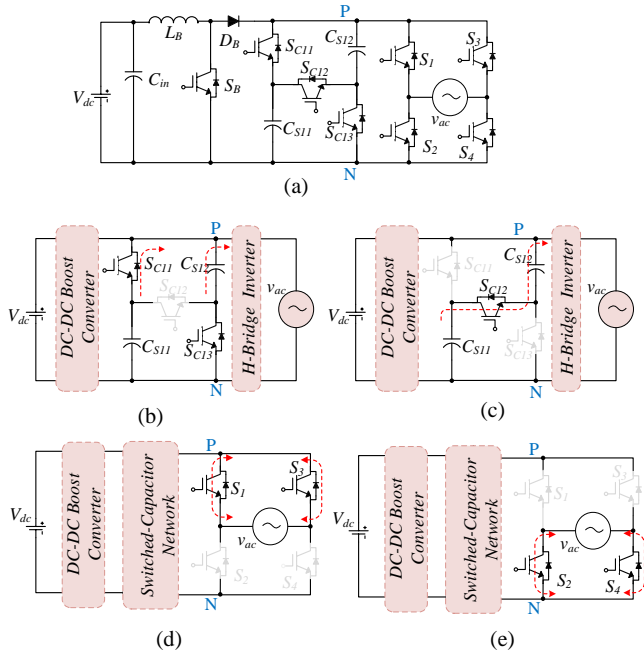 P
L_B
D_B
S_C11
C_S12
S_1
S_3
C_in
S_B
S_C12
V_dc
C_S11
S_C13
v_ac
S_2
S_4
N
(a)
P
S_C11
C_S12
S_C12
V_dc
DC-DC Boost
Converter
C_S11
S_C13
H-Bridge Inverter
v_ac
N
(b)
P
S_C11
C_S12
S_C12
V_dc
DC-DC Boost
Converter
C_S11
S_C13
H-Bridge Inverter
v_ac
N
(c)
P
S_1
S_3
V_dc
DC-DC Boost
Converter
Switched-Capacitor
Network
v_ac
S_2
S_4
N
(d)
P
S_1
S_3
V_dc
DC-DC Boost
Converter
Switched-Capacitor
Network
v_ac
S_2
S_4
N
(e)